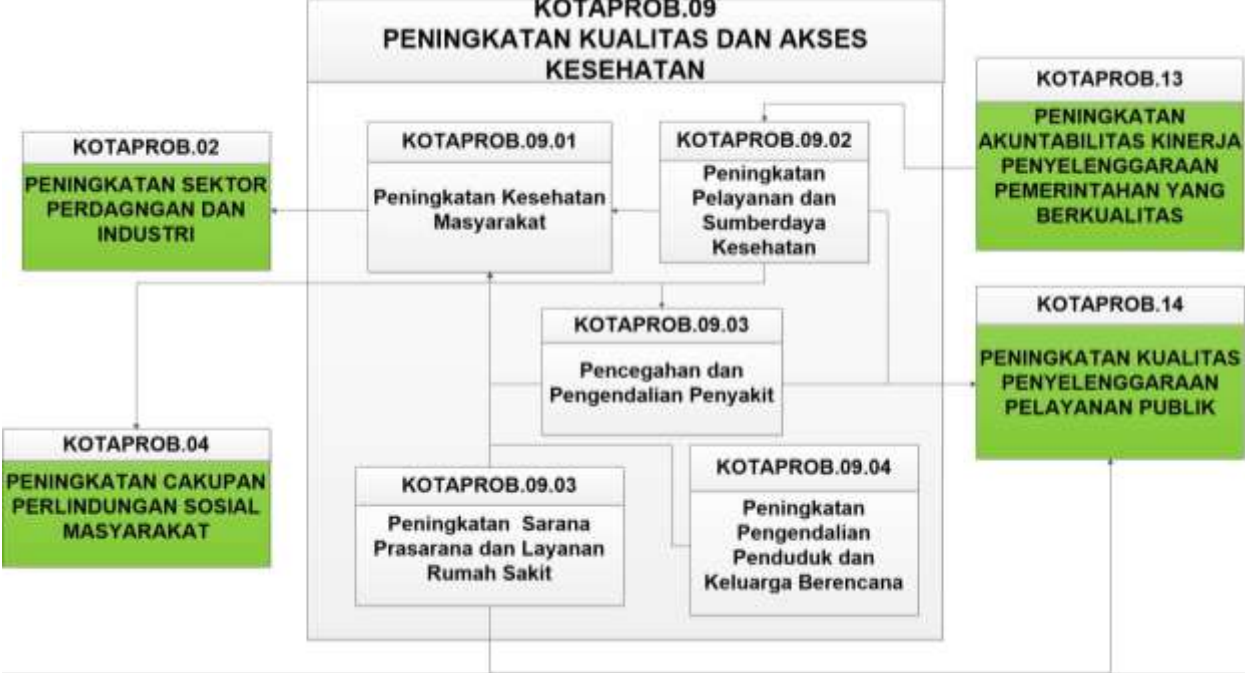 KOTAPROB.09
PENINGKATAN KUALITAS DAN AKSES
KESEHATAN
KOTAPROB.02
PENINGKATAN SEKTOR
PERDAGNGAN DAN
INDUSTRI
KOTAPROB.09.01
Peningkatan Kesehatan
Masyarakat
KOTAPROB.09.02
Peningkatan
Pelayanan dan
Sumberdaya
Kesehatan
KOTAPROB.13
PENINGKATAN
AKUNTABILITAS KINERJA
PENYELENGGARAAN
PEMERINTAHAN YANG
BERKUALITAS
KOTAPROB.09.03
Pencegahan dan
Pengendalian Penyakit
KOTAPROB.14
PENINGKATAN KUALITAS
PENYELENGGARAAN
PELAYANAN PUBLIK
KOTAPROB.04
PENINGKATAN CAKUPAN
PERLINDUNGAN SOSIAL
MASYARAKAT
KOTAPROB.09.03
Peningkatan Sarana
Prasarana dan Layanan
Rumah Sakit
KOTAPROB.09.04
Peningkatan
Pengendalian
Penduduk dan
Keluarga Berencana